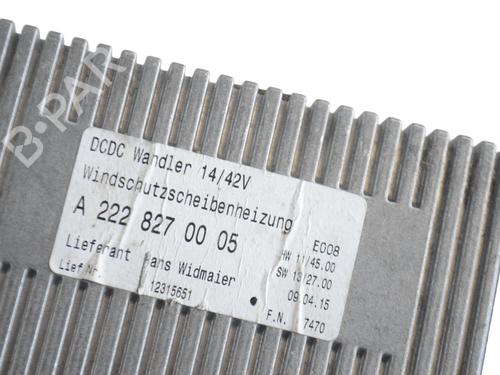 B-PARTS
DCDC Wandler 14/42V
Windschutzscheibenheizung
A 222 827 00 05
Lieferant Hans Widmaier
Lief Nr.
12315651
E008
HW 11/45.00
SW 13/27.00
09.04.15
F.N. 7470